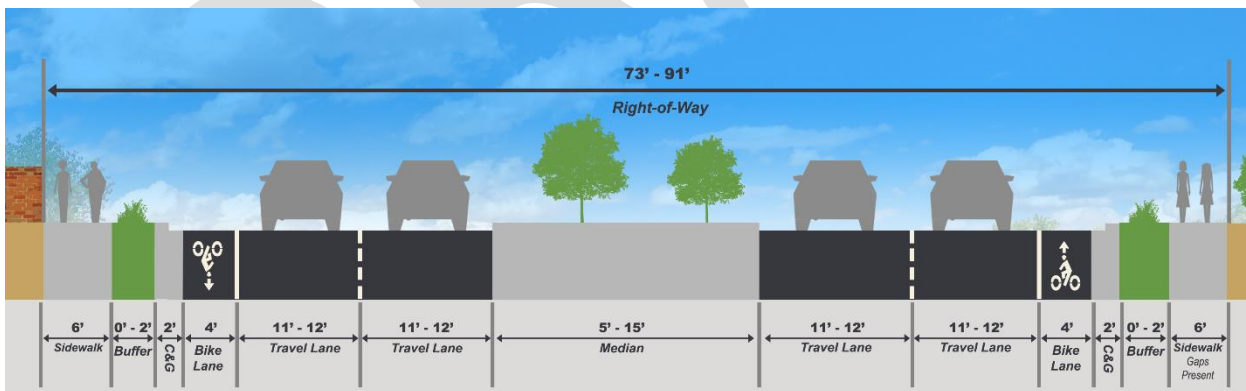 73' - 91'
Right-of-Way
6'
Sidewalk
0' - 2'
Buffer
2'
C&G
4'
Bike
Lane
11' - 12'
Travel Lane
11' - 12'
Travel Lane
5' - 15'
Median
11' - 12'
Travel Lane
11' - 12'
Travel Lane
4'
Bike
Lane
2'
C&G
0' - 2'
Buffer
6'
Sidewalk
Gaps
Present